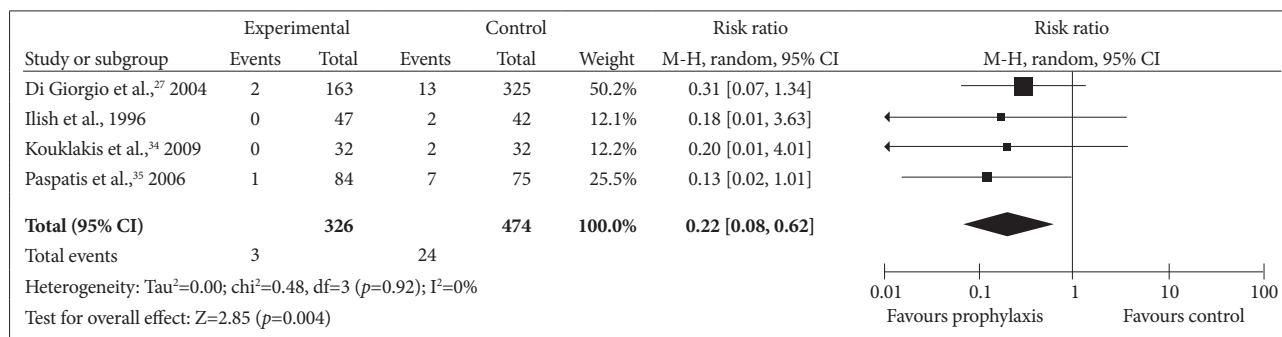 Experimental Control Risk ratio Risk ratio
Study or subgroup Events Total Events Total Weight M-H, random, 95% CI M-H, random, 95% CI
Di Giorgio et al.,²⁷ 2004 2 163 13 325 50.2% 0.31 [0.07, 1.34]
Ilish et al., 1996 0 47 2 42 12.1% 0.18 [0.01, 3.63]
Kouklakis et al.,³⁴ 2009 0 32 2 32 12.2% 0.20 [0.01, 4.01]
Paspatis et al.,³⁵ 2006 1 84 7 75 25.5% 0.13 [0.02, 1.01]
Total (95% CI) 326 474 100.0% 0.22 [0.08, 0.62]
Total events 3 24
Heterogeneity: Tau²=0.00; chi²=0.48, df=3 (p=0.92); I²=0%
0.01 0.1 1 10 100
Test for overall effect: Z=2.85 (p=0.004) Favours prophylaxis Favours control